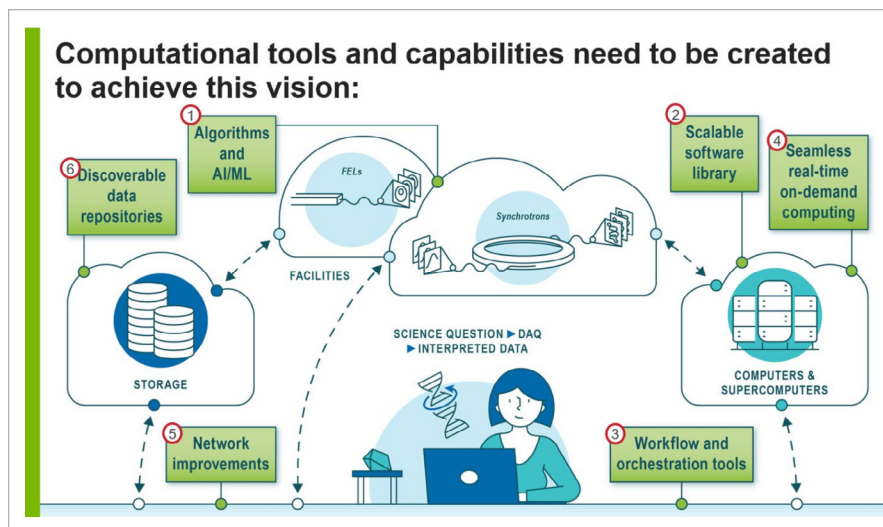 Computational tools and capabilities need to be created
to achieve this vision:
1
Algorithms
and
AI/ML
2
Scalable
software
library
4
Seamless
real-time
on-demand
computing
6
Discoverable
data
repositories
FELs
Synchrotrons
FACILITIES
SCIENCE QUESTION ▶ DAQ
▶ INTERPRETED DATA
STORAGE
COMPUTERS &
SUPERCOMPUTERS
5
Network
improvements
3
Workflow and
orchestration tools